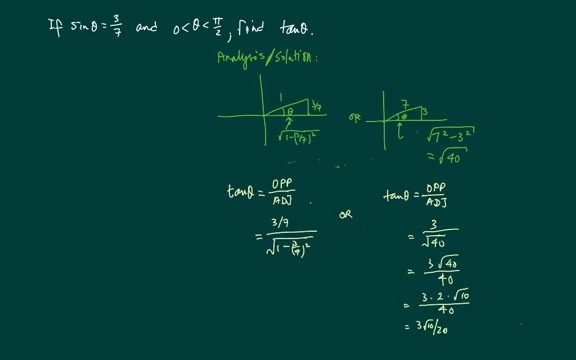 If sinθ = 3/7 and 0 < θ < π/2, find tanθ.
Analysis/Solution:
1 3/7 θ
√(1-(3/7)²)
OR
7 3 θ
√(7² - 3²)
= √40
tanθ = OPP/ADJ
= (3/7)/√(1-(3/7)²)
OR
tanθ = OPP/ADJ
= 3/√40
= 3√40/40
= 3·2·√10/40
= 3√10/20